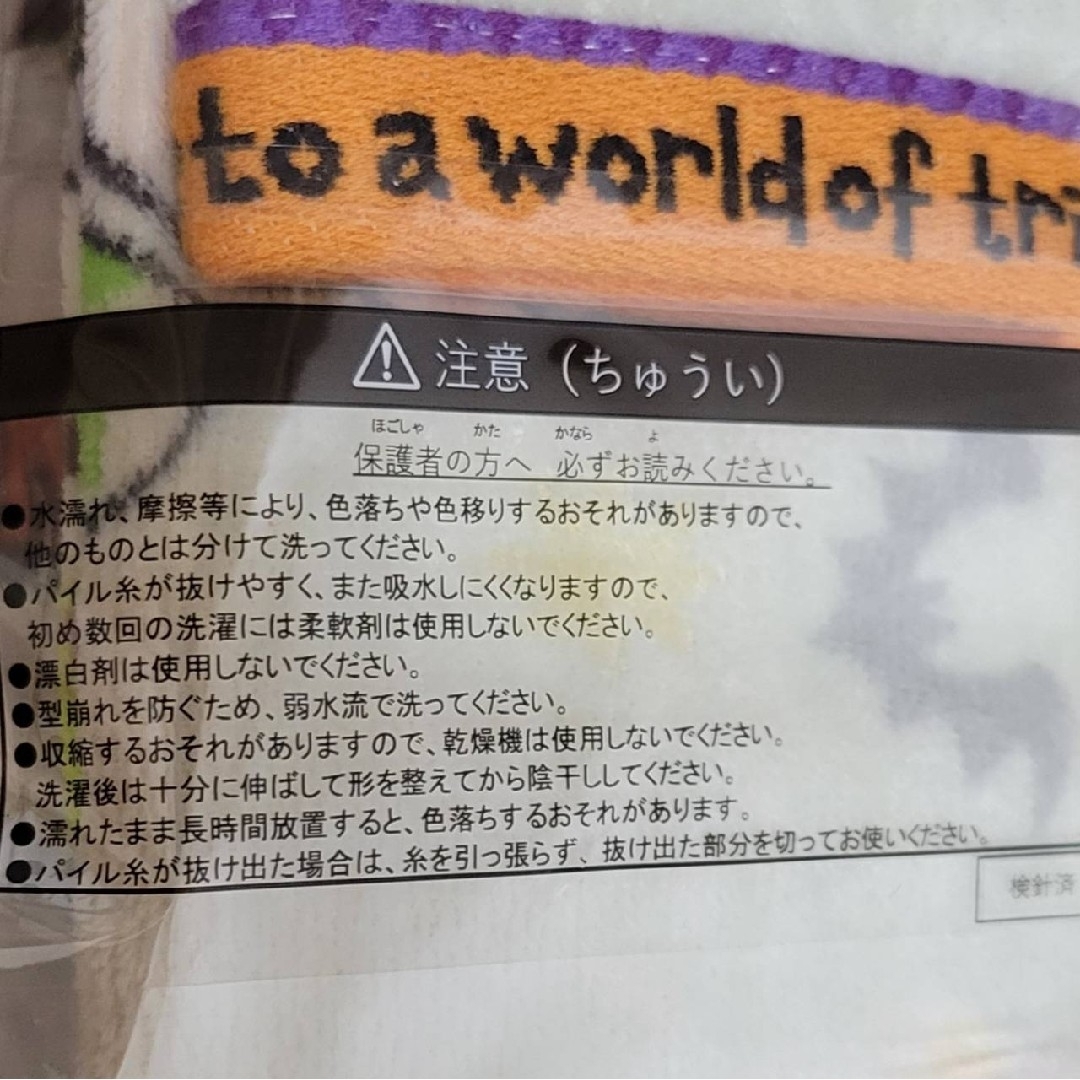 to a world of tri
注意（ちゅうい）
ほごしゃ かた かなら よ
保護者の方へ 必ずお読みください。
●水濡れ、摩擦等により、色落ちや色移りするおそれがありますので、
他のものとは分けて洗ってください。
●パイル糸が抜けやすく、また吸水しにくくなりますので、
初め数回の洗濯には柔軟剤は使用しないでください。
●漂白剤は使用しないでください。
●型崩れを防ぐため、弱水流で洗ってください。
●収縮するおそれがありますので、乾燥機は使用しないでください。
洗濯後は十分に伸ばして形を整えてから陰干ししてください。
●濡れたまま長時間放置すると、色落ちするおそれがあります。
●パイル糸が抜け出た場合は、糸を引っ張らず、抜け出た部分を切ってお使いください。
検針済